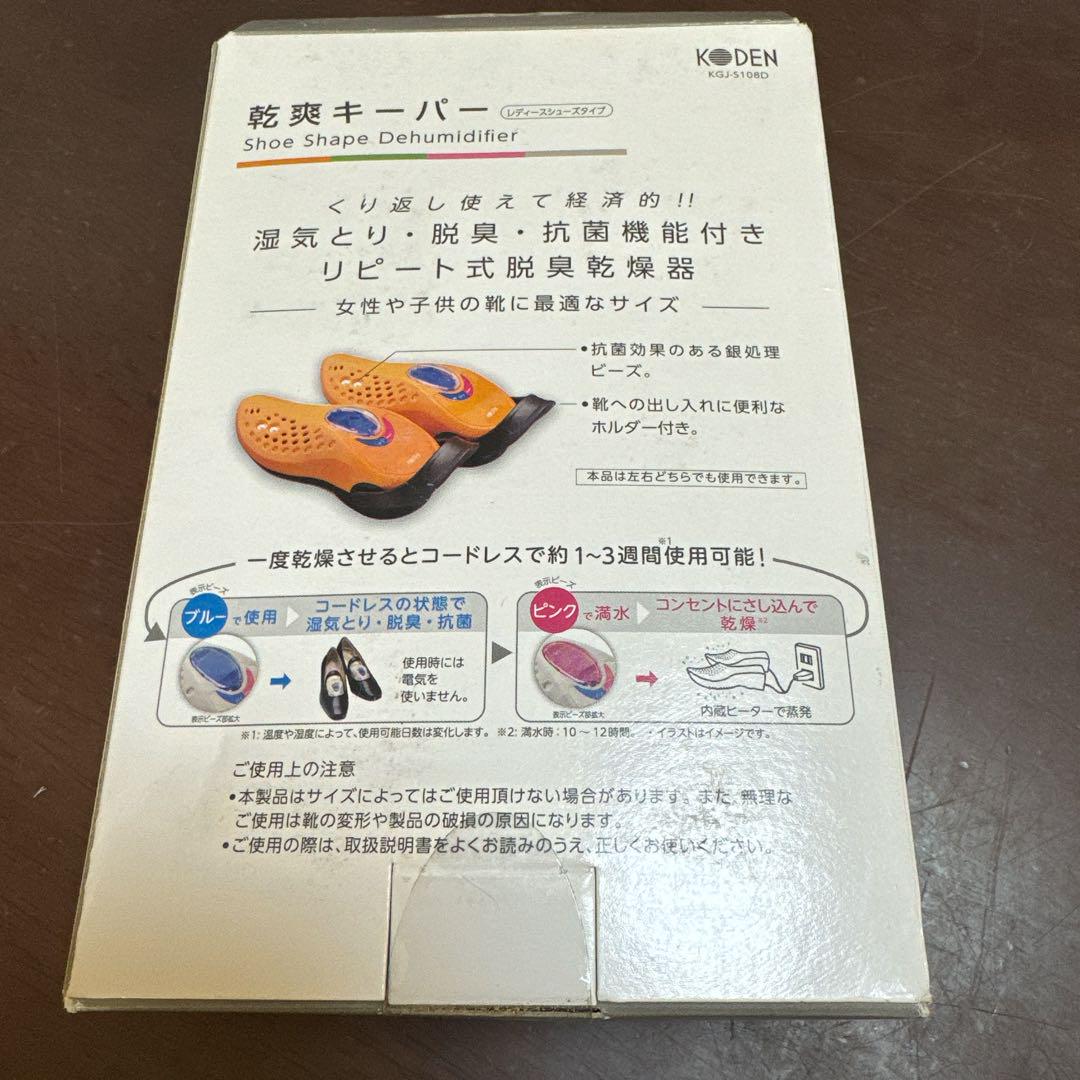 KODEN
KGJ-S108D
乾爽キーパー レディースシューズタイプ
Shoe Shape Dehumidifier
くり返し使えて経済的!!
湿気とり・脱臭・抗菌機能付き
リピート式脱臭乾燥器
女性や子供の靴に最適なサイズ
•抗菌効果のある銀処理
ビーズ。
•靴への出し入れに便利な
ホルダー付き。
本品は左右どちらでも使用できます。
一度乾燥させるとコードレスで約1~3週間※1使用可能!
表示ビーズ
ブルーで使用
コードレスの状態で
湿気とり・脱臭・抗菌
使用時には
電気を
使いません。
表示ビーズ部拡大
表示ビーズ
ピンクで満水
コンセントにさし込んで
乾燥※2
表示ビーズ部拡大
内蔵ヒーターで蒸発
※1: 温度や湿度によって、使用可能日数は変化します。 ※2: 満水時:10~12時間。 ・イラストはイメージです。
ご使用上の注意
•本製品はサイズによってはご使用頂けない場合があります。また、無理な
ご使用は靴の変形や製品の破損の原因になります。
•ご使用の際は、取扱説明書をよくお読みのうえ、正しくお使いください。